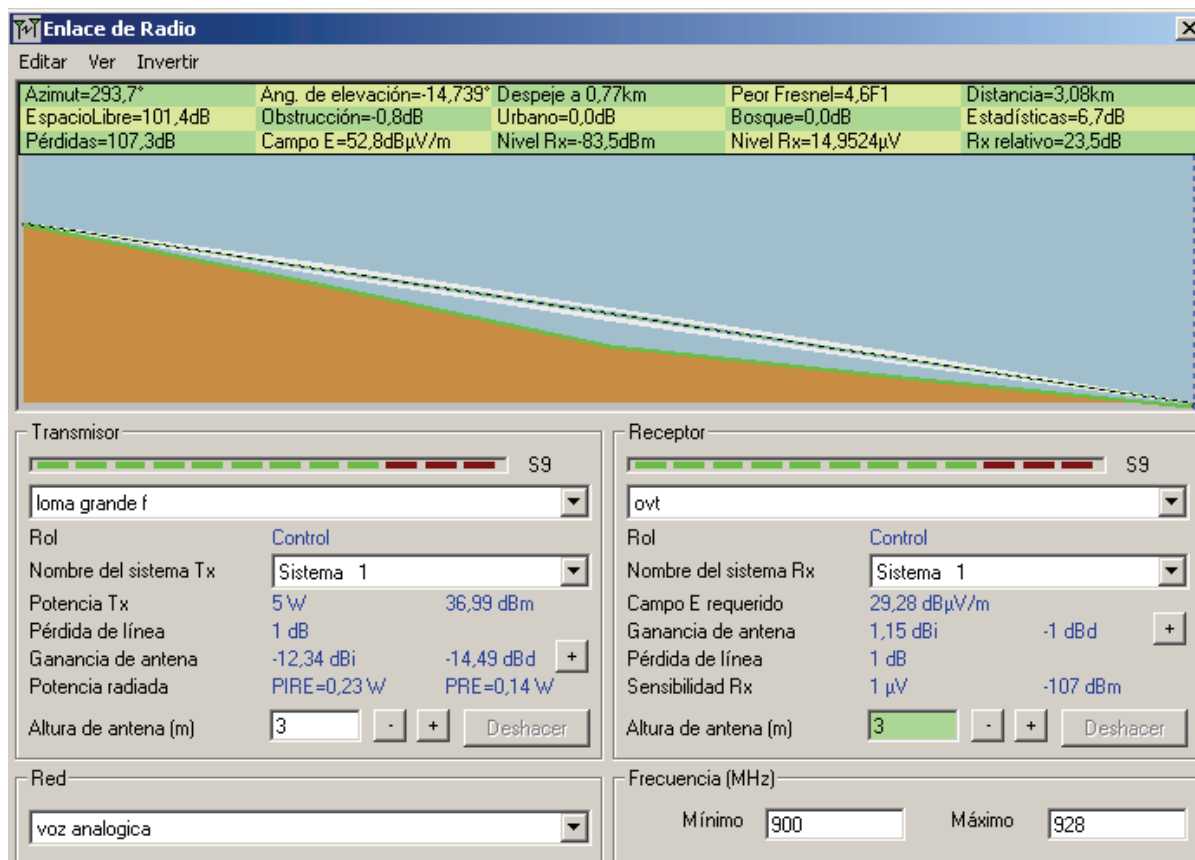 Enlace de Radio
Editar Ver Invertir
Azimut=293,7° Ang. de elevación=-14,739° Despeje a 0,77km Peor Fresnel=4,6F1 Distancia=3,08km
EspacioLibre=101,4dB Obstrucción=-0,8dB Urbano=0,0dB Bosque=0,0dB Estadísticas=6,7dB
Pérdidas=107,3dB Campo E=52,8dBµV/m Nivel Rx=-83,5dBm Nivel Rx=14,9524µV Rx relativo=23,5dB
Transmisor
S9
loma grande f
Rol Control
Nombre del sistema Tx Sistema 1
Potencia Tx 5 W 36,99 dBm
Pérdida de línea 1 dB
Ganancia de antena -12,34 dBi -14,49 dBd +
Potencia radiada PIRE=0,23 W PRE=0,14 W
Altura de antena (m) 3 - + Deshacer
Receptor
S9
ovt
Rol Control
Nombre del sistema Rx Sistema 1
Campo E requerido 29,28 dBµV/m
Ganancia de antena 1,15 dBi -1 dBd +
Pérdida de línea 1 dB
Sensibilidad Rx 1 µV -107 dBm
Altura de antena (m) 3 - + Deshacer
Red
voz analogica
Frecuencia (MHz)
Mínimo 900 Máximo 928